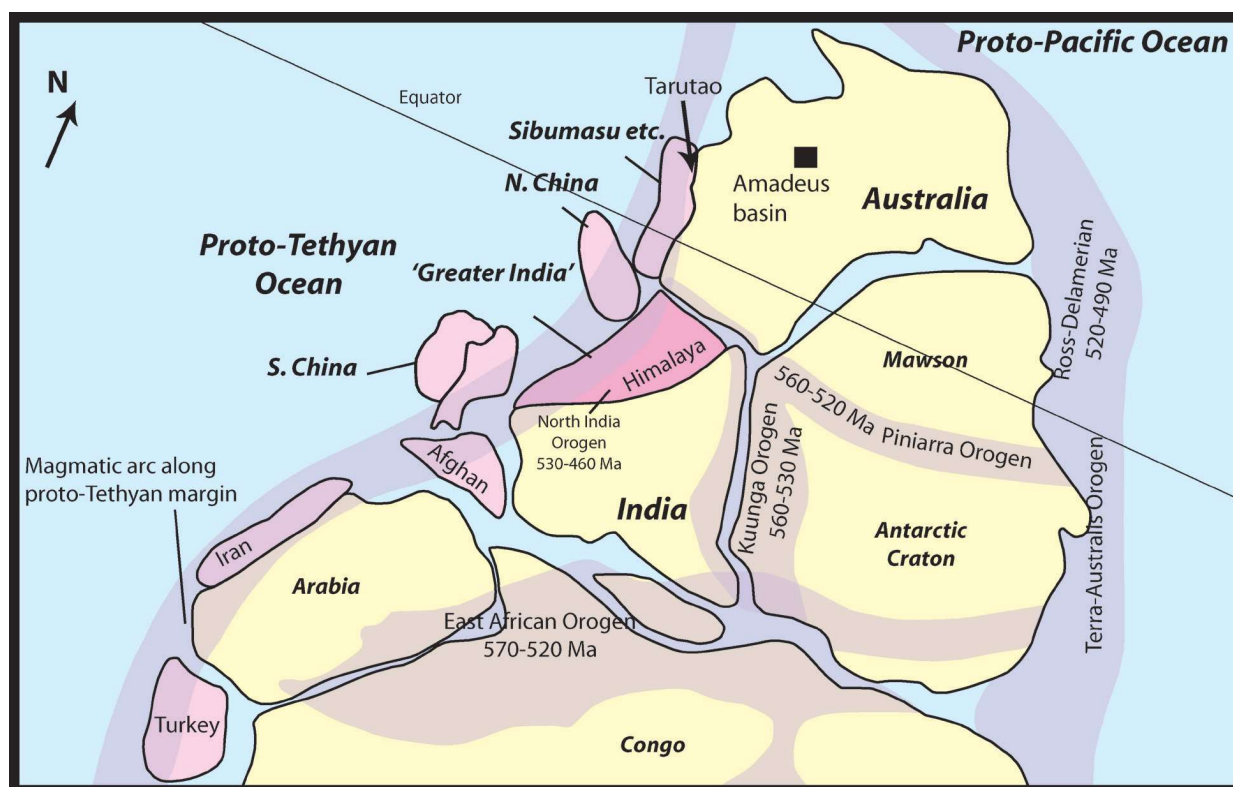 Proto-Pacific Ocean
N
Equator
Tarutao
Sibumasu etc.
N. China
Amadeus
basin
Australia
Proto-Tethyan
Ocean
'Greater India'
S. China
Himalaya
Mawson
Ross-Delamerian
520-490 Ma
560-520 Ma Piniarra Orogen
North India
Orogen
530-460 Ma
Kuunga Orogen
560-530 Ma
Afghan
India
Magmatic arc along
proto-Tethyan margin
Antarctic
Craton
Terra-Australis Orogen
Iran
Arabia
East African Orogen
570-520 Ma
Turkey
Congo